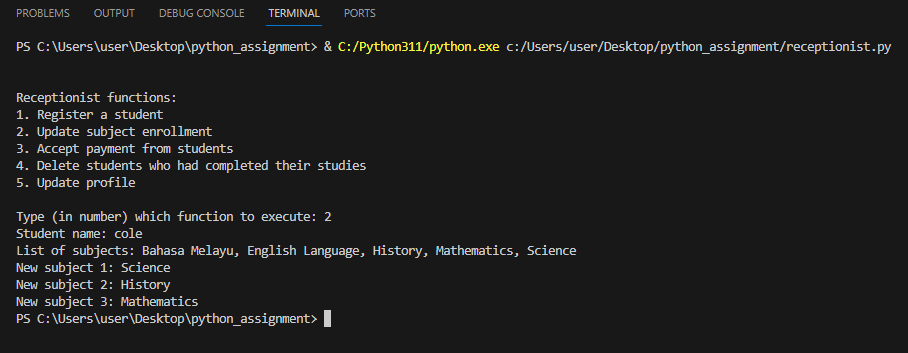 PROBLEMS OUTPUT DEBUG CONSOLE TERMINAL PORTS
PS C:\Users\user\Desktop\python_assignment> & C:/Python311/python.exe c:/Users/user/Desktop/python_assignment/receptionist.py
Receptionist functions:
1. Register a student
2. Update subject enrollment
3. Accept payment from students
4. Delete students who had completed their studies
5. Update profile
Type (in number) which function to execute: 2
Student name: cole
List of subjects: Bahasa Melayu, English Language, History, Mathematics, Science
New subject 1: Science
New subject 2: History
New subject 3: Mathematics
PS C:\Users\user\Desktop\python_assignment>